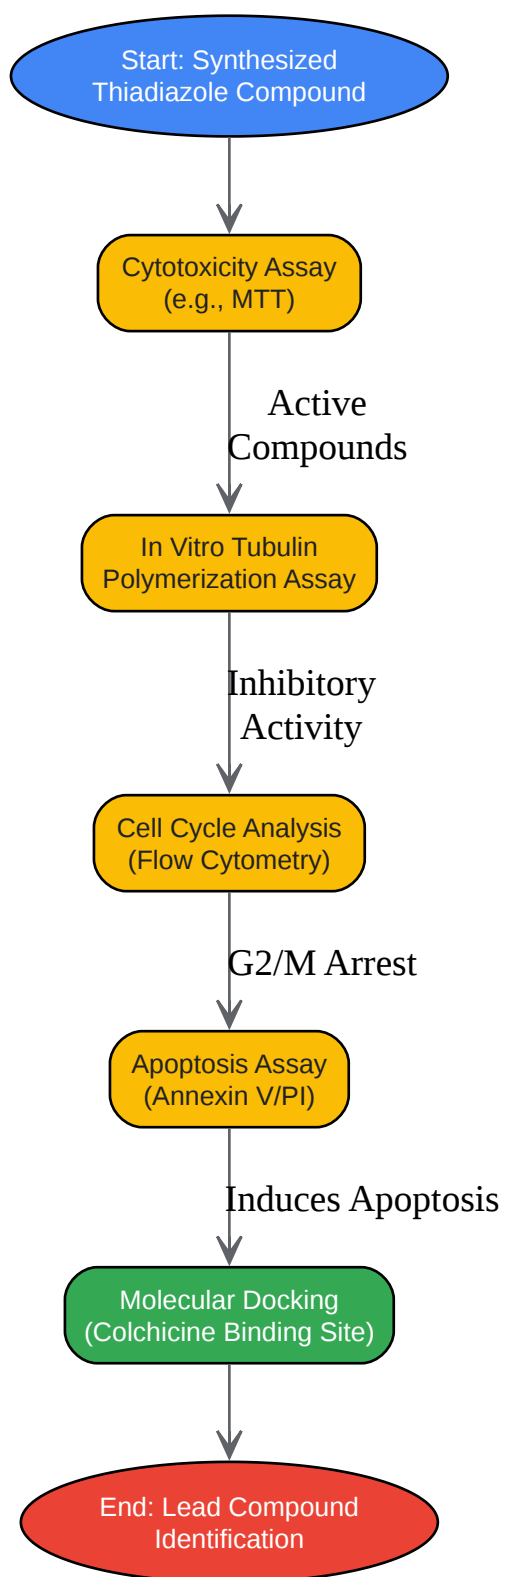 Start: Synthesized
Thiadiazole Compound
Cytotoxicity Assay
(e.g., MTT)
Active
Compounds
In Vitro Tubulin
Polymerization Assay
Inhibitory
Activity
Cell Cycle Analysis
(Flow Cytometry)
G2/M Arrest
Apoptosis Assay
(Annexin V/PI)
Induces Apoptosis
Molecular Docking
(Colchicine Binding Site)
End: Lead Compound
Identification